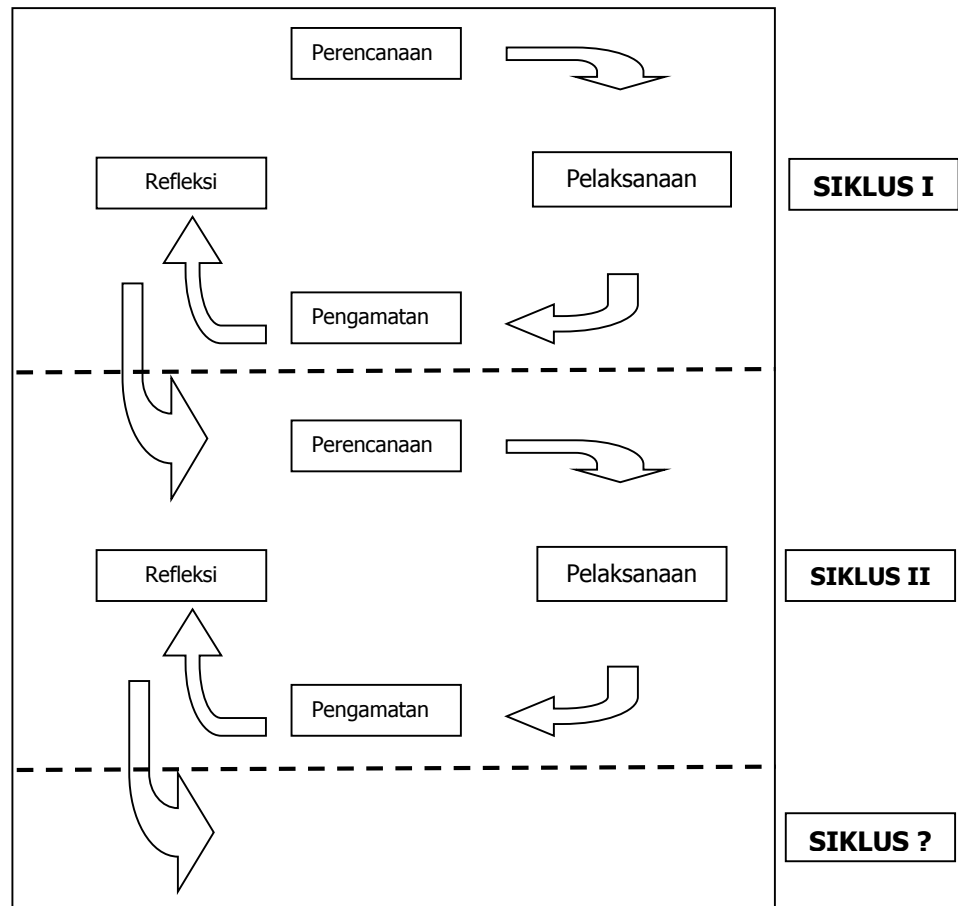 Perencanaan
Refleksi
Pelaksanaan
SIKLUS I
Pengamatan
Perencanaan
Refleksi
Pelaksanaan
SIKLUS II
Pengamatan
SIKLUS ?